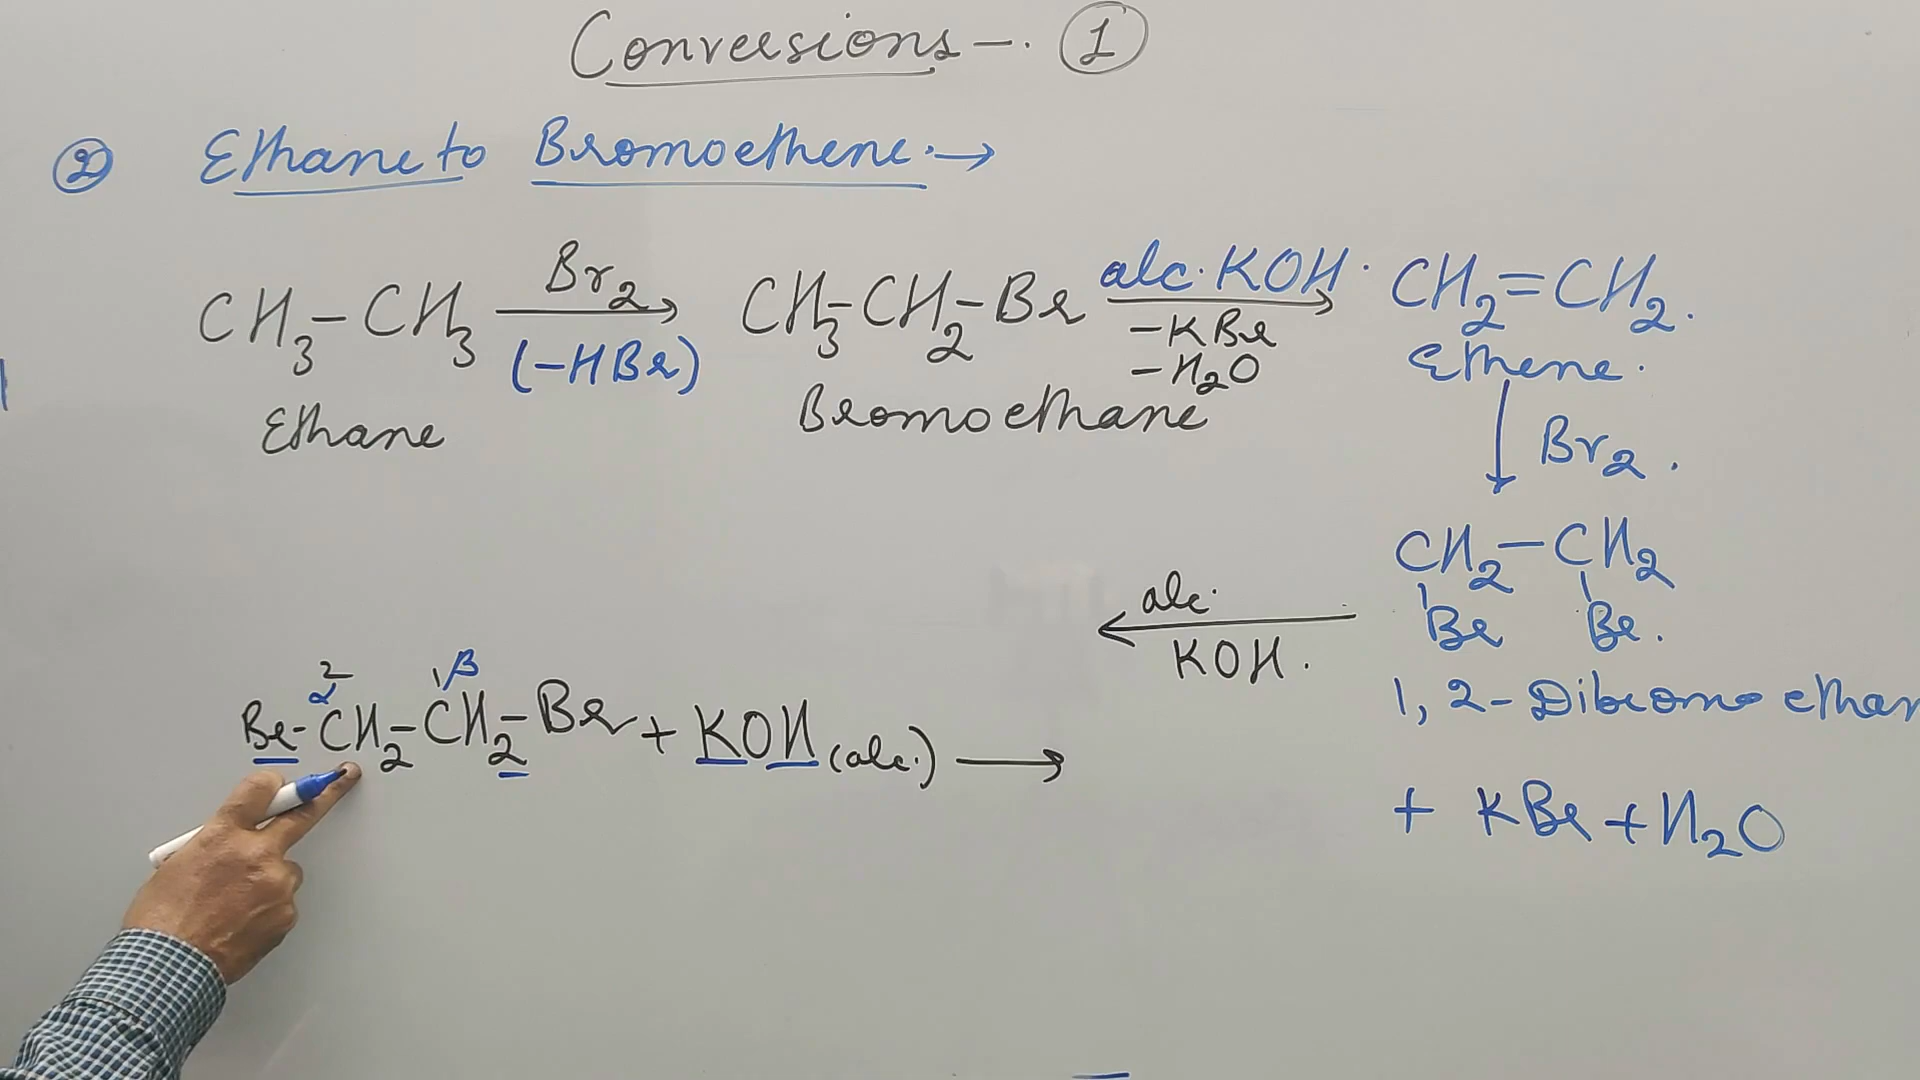 Conversions - . 1
2 Ethane to Bromoethene. →
CH3-CH3 Br2 → (-HBr) CH3-CH2-Br alc. KOH. → -KBr -H2O CH2=CH2.
Ethane Bromoethane Ethene.
↓ Br2.
CH2-CH2
Br Br.
← alc. KOH.
1, 2-Dibromo ethan
2 α 1 β
Br-CH2-CH2-Br + KOH (alc.) →
+ KBr + H2O